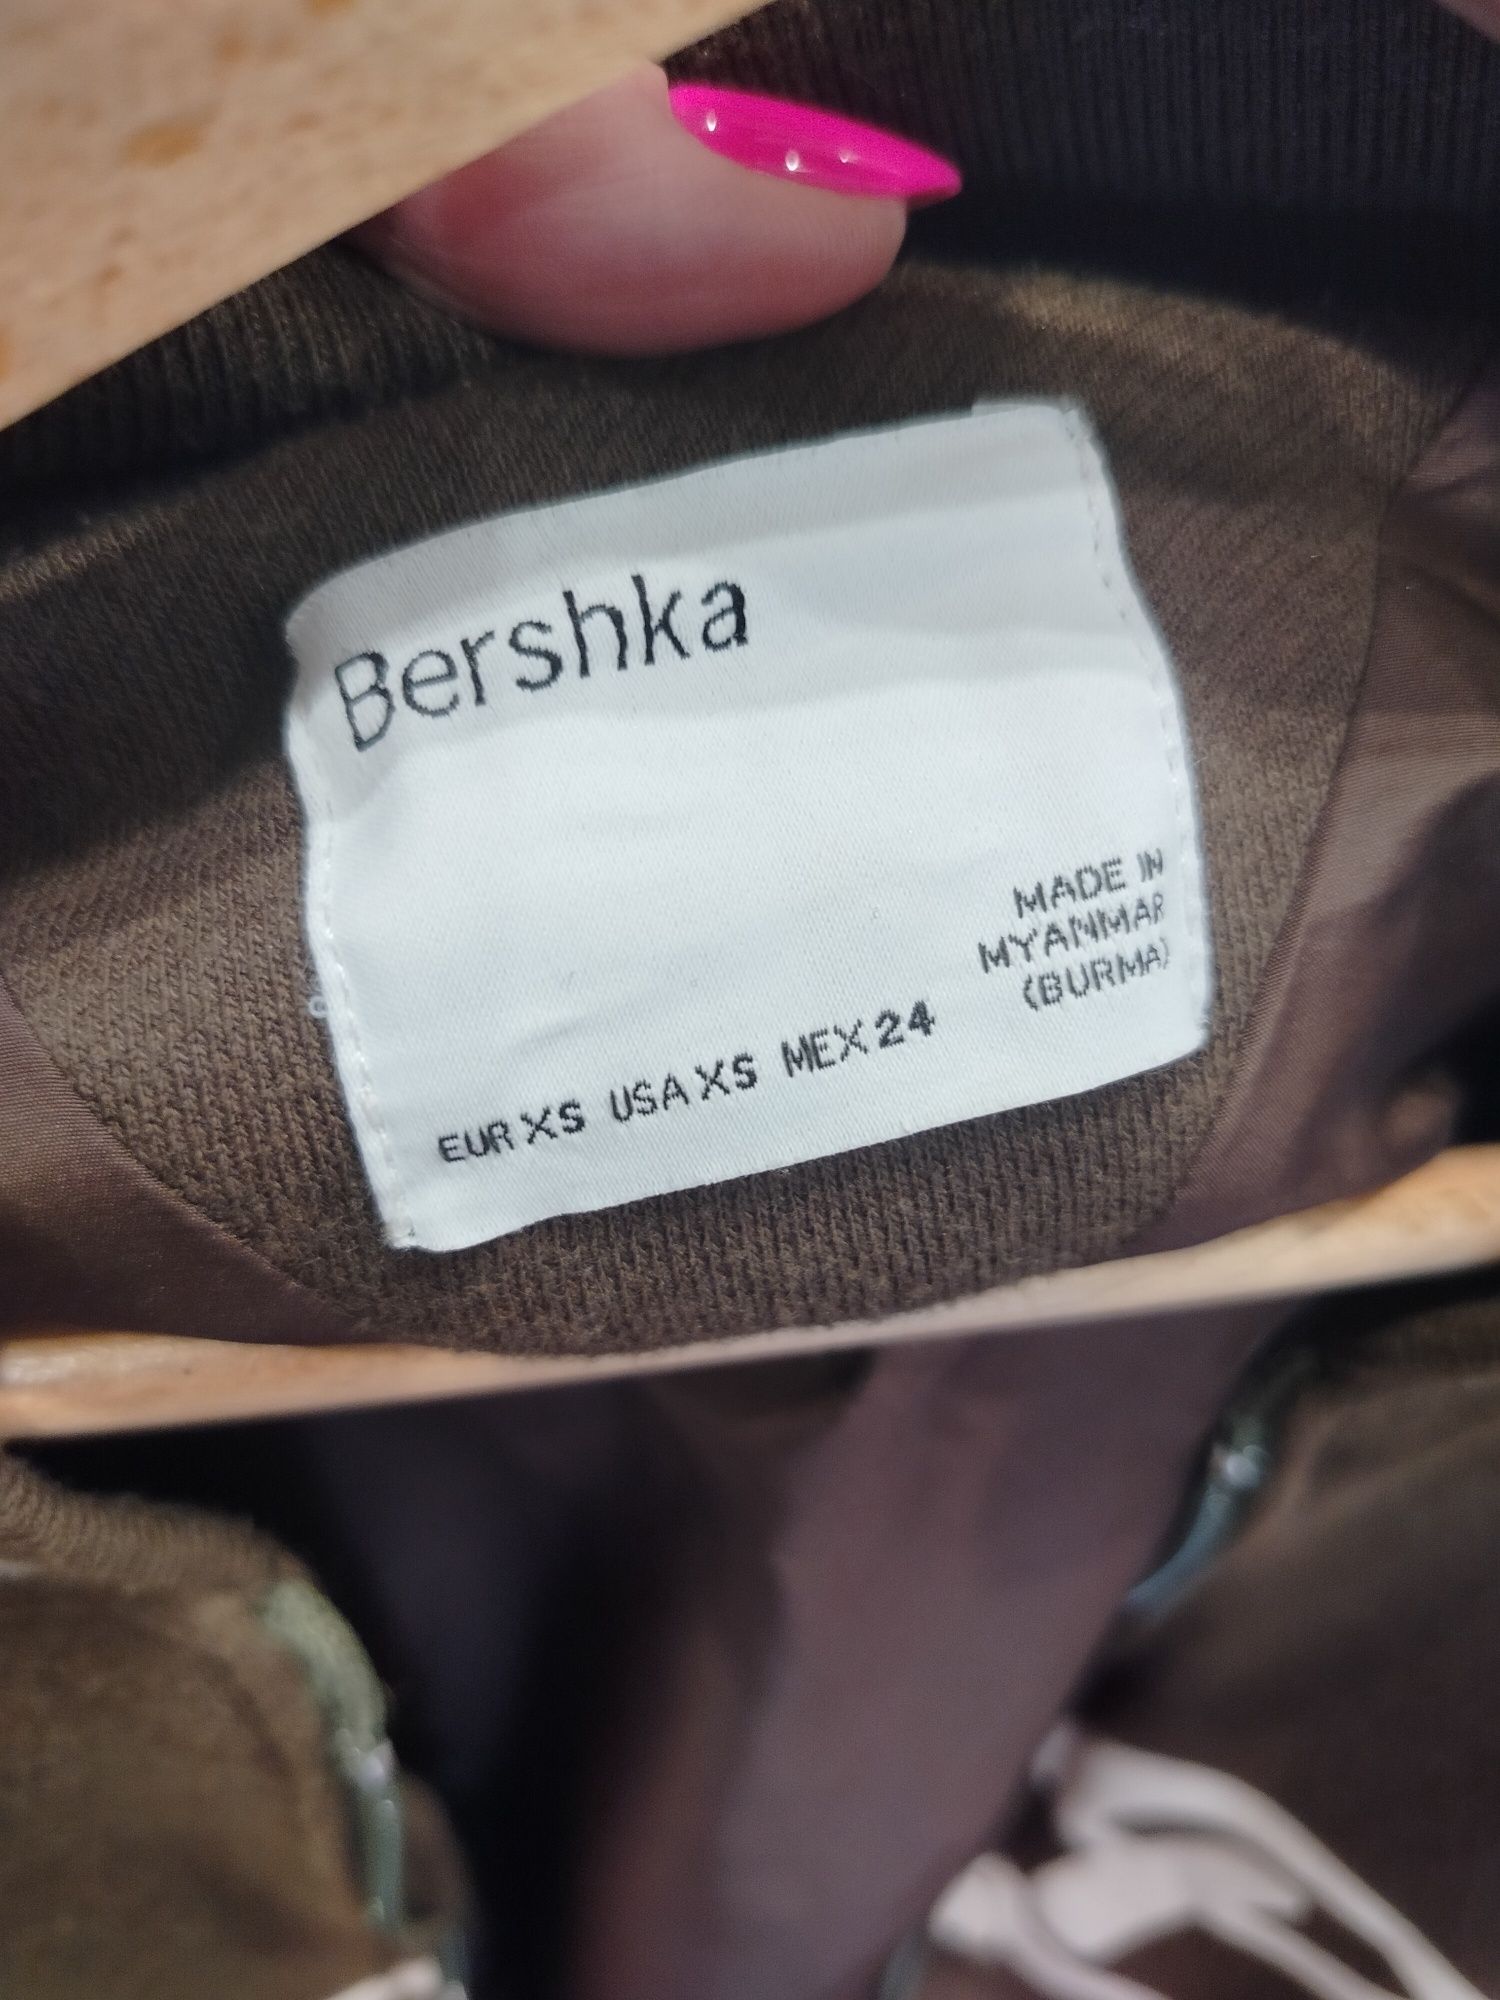 Bershka
MADE IN
MYANMAR
(BURMA)
EUR XS USA XS MEX 24